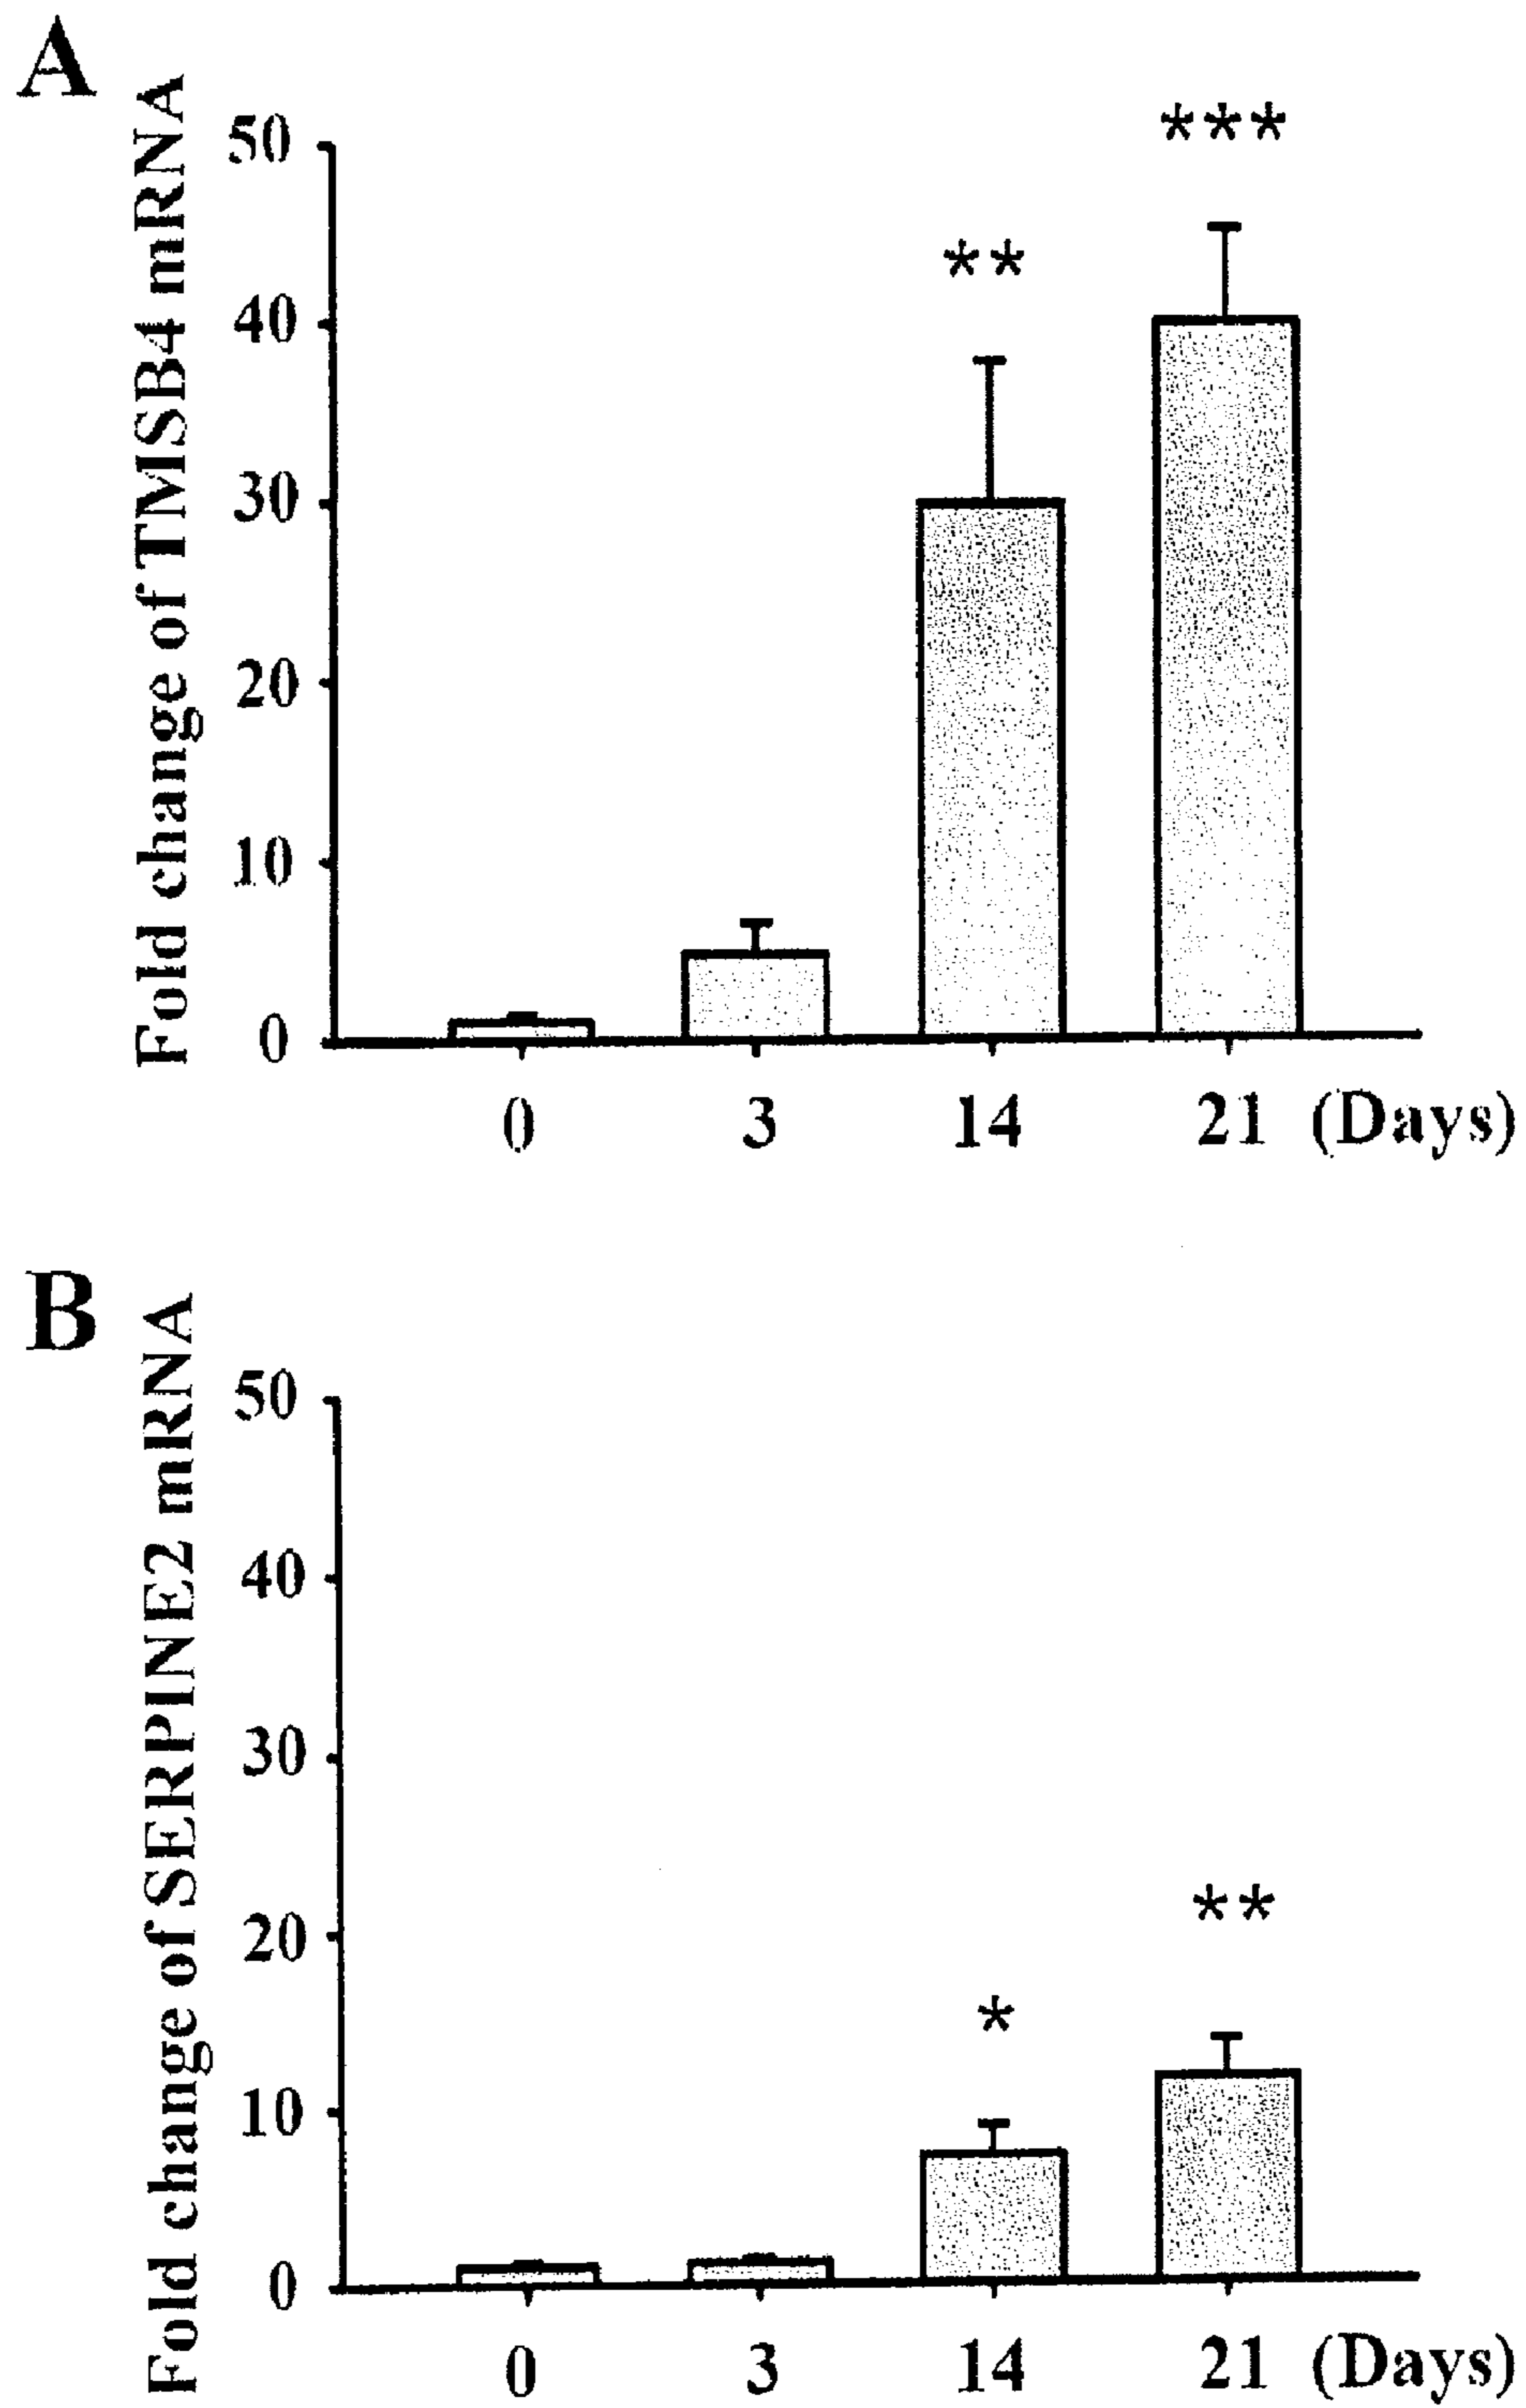 A
Fold change of TMSB4 mRNA
50
40
30
20
10
0
**
***
0 3 14 21 (Days)
B
Fold change of SERPINE2 mRNA
50
40
30
20
10
0
*
**
0 3 14 21 (Days)